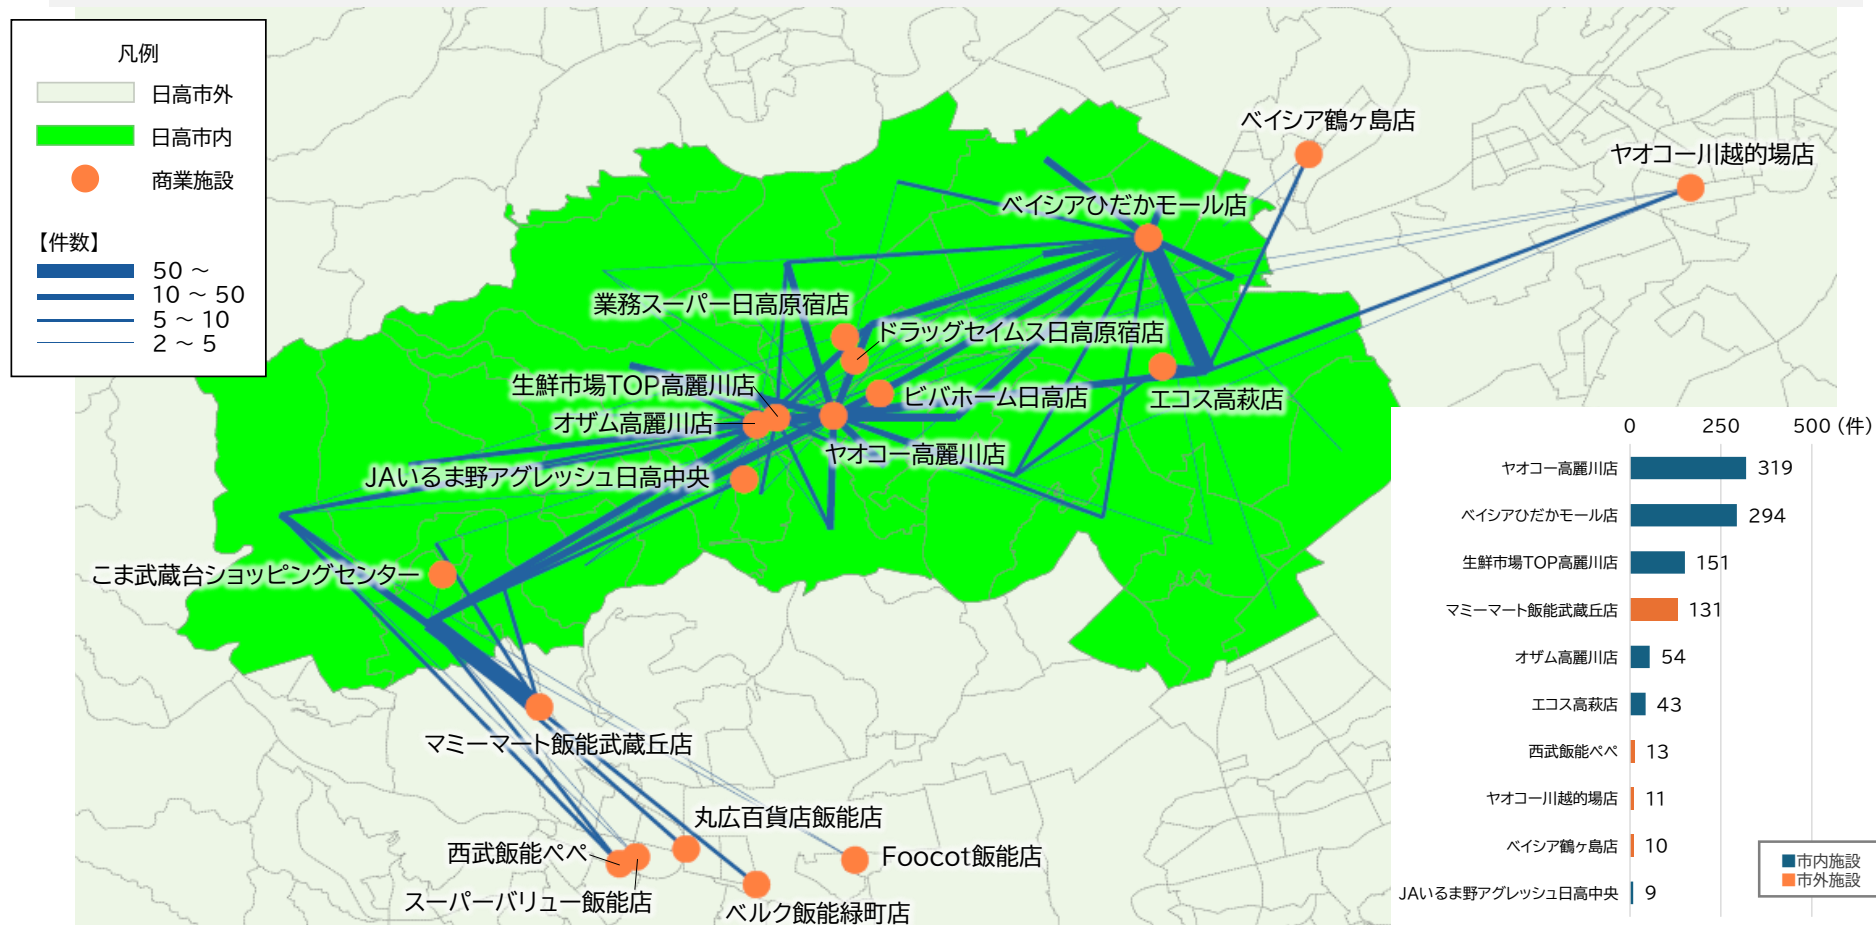 凡例
日高市外
日高市内
商業施設
【件数】
50 ~
10 ~ 50
5 ~ 10
2 ~ 5
ベイシア鶴ヶ島店
ヤオコー川越的場店
ベイシアひだかモール店
業務スーパー日高原宿店
ドラッグセイムス日高原宿店
生鮮市場TOP高麗川店
ビバホーム日高店
エコス高萩店
オザム高麗川店
ヤオコー高麗川店
JAいるま野アグレッシュ日高中央
こま武蔵台ショッピングセンター
マミーマート飯能武蔵丘店
丸広百貨店飯能店
西武飯能ペペ
Foocot飯能店
スーパーバリュー飯能店
ベルク飯能緑町店
0 250 500 (件)
ヤオコー高麗川店 319
ベイシアひだかモール店 294
生鮮市場TOP高麗川店 151
マミーマート飯能武蔵丘店 131
オザム高麗川店 54
エコス高萩店 43
西武飯能ペペ 13
ヤオコー川越的場店 11
ベイシア鶴ヶ島店 10
JAいるま野アグレッシュ日高中央 9
市内施設
市外施設